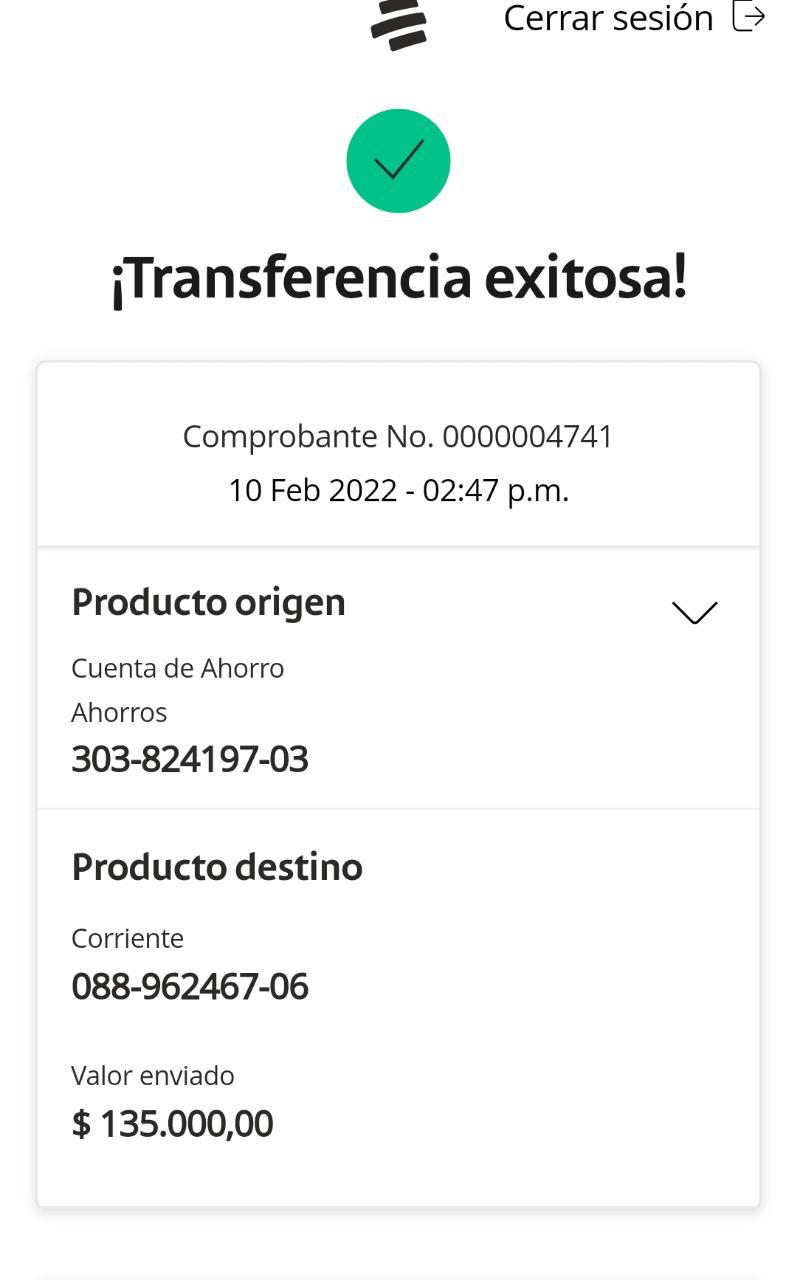 Cerrar sesión
¡Transferencia exitosa!
Comprobante No. 0000004741
10 Feb 2022 - 02:47 p.m.
Producto origen
Cuenta de Ahorro
Ahorros
303-824197-03
Producto destino
Corriente
088-962467-06
Valor enviado
$ 135.000,00